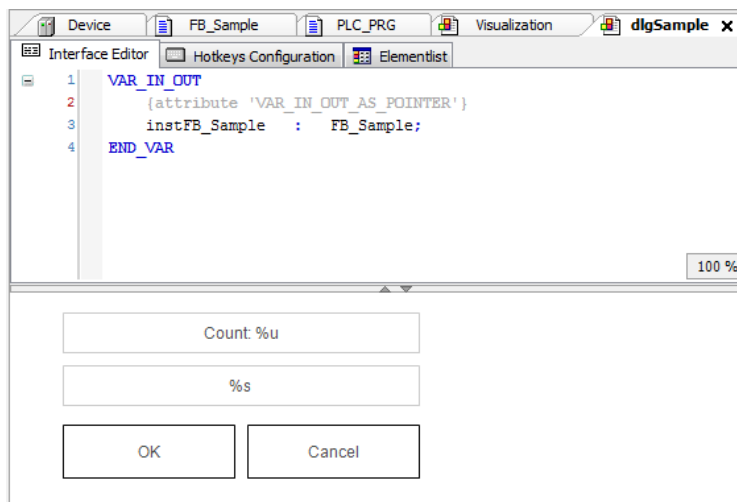 Device FB_Sample PLC_PRG Visualization dlgSample X
Interface Editor Hotkeys Configuration Elementlist
1 VAR_IN_OUT
2 {attribute 'VAR_IN_OUT_AS_POINTER'}
3 instFB_Sample : FB_Sample;
4 END_VAR
100 %
Count: %u
%s
OK Cancel